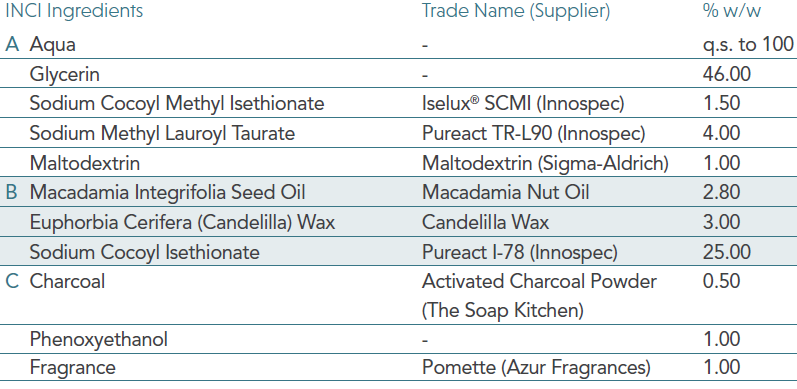 INCI Ingredients Trade Name (Supplier) % w/w
A Aqua - q.s. to 100
Glycerin - 46.00
Sodium Cocoyl Methyl Isethionate Iselux® SCMI (Innospec) 1.50
Sodium Methyl Lauroyl Taurate Pureact TR-L90 (Innospec) 4.00
Maltodextrin Maltodextrin (Sigma-Aldrich) 1.00
B Macadamia Integrifolia Seed Oil Macadamia Nut Oil 2.80
Euphorbia Cerifera (Candelilla) Wax Candelilla Wax 3.00
Sodium Cocoyl Isethionate Pureact I-78 (Innospec) 25.00
C Charcoal Activated Charcoal Powder 0.50
(The Soap Kitchen)
Phenoxyethanol - 1.00
Fragrance Pomette (Azur Fragrances) 1.00